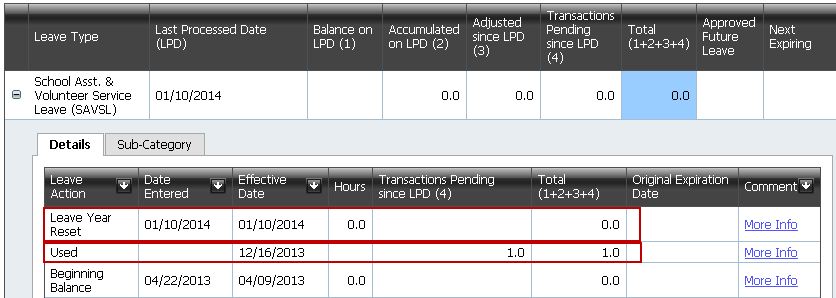 Leave Type Last Processed Date (LPD) Balance on LPD (1) Accumulated on LPD (2) Adjusted since LPD (3) Transactions Pending since LPD (4) Total (1+2+3+4) Approved Future Leave Next Expiring
School Asst. & Volunteer Service Leave (SAVSL) 01/10/2014 0.0 0.0 0.0 0.0
Details Sub-Category
Leave Action Date Entered Effective Date Hours Transactions Pending since LPD (4) Total (1+2+3+4) Original Expiration Date Comment
Leave Year Reset 01/10/2014 01/10/2014 0.0 0.0 More Info
Used 12/16/2013 1.0 1.0 More Info
Beginning Balance 04/22/2013 04/09/2013 0.0 0.0 More Info